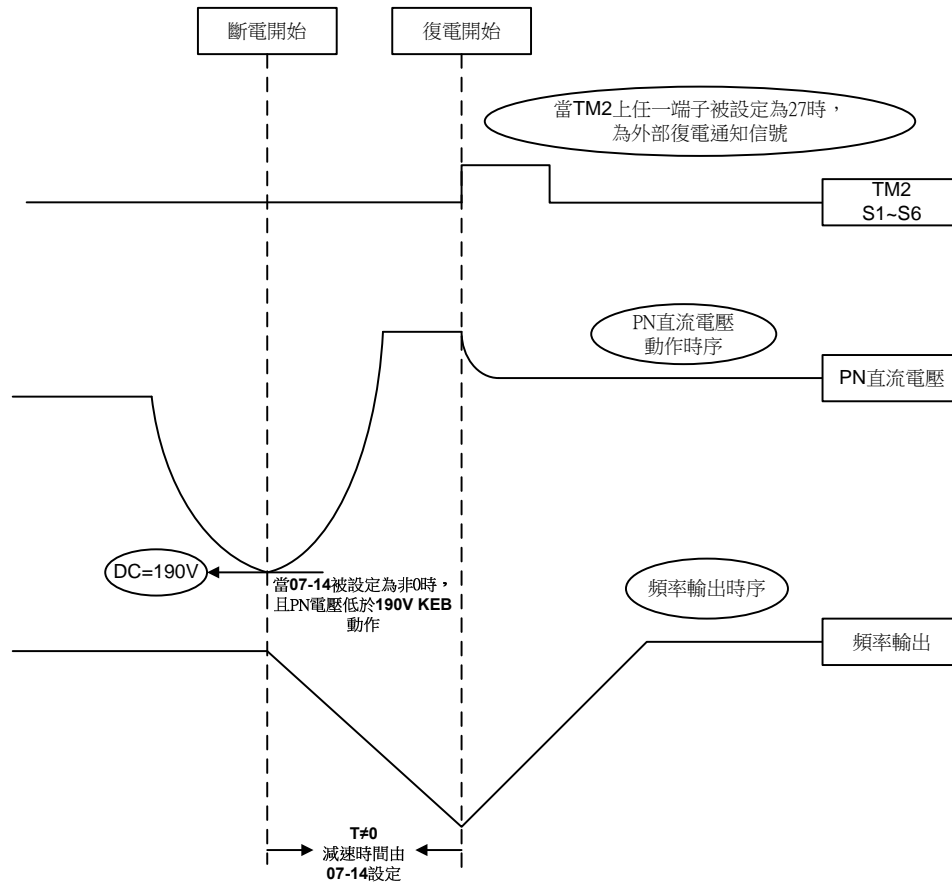 斷電開始
復電開始
當TM2上任一端子被設定為27時，
為外部復電通知信號
TM2
S1~S6
PN直流電壓
動作時序
PN直流電壓
DC=190V
當07-14被設定為非0時，
且PN電壓低於190V KEB
動作
頻率輸出時序
頻率輸出
T≠0
減速時間由
07-14設定